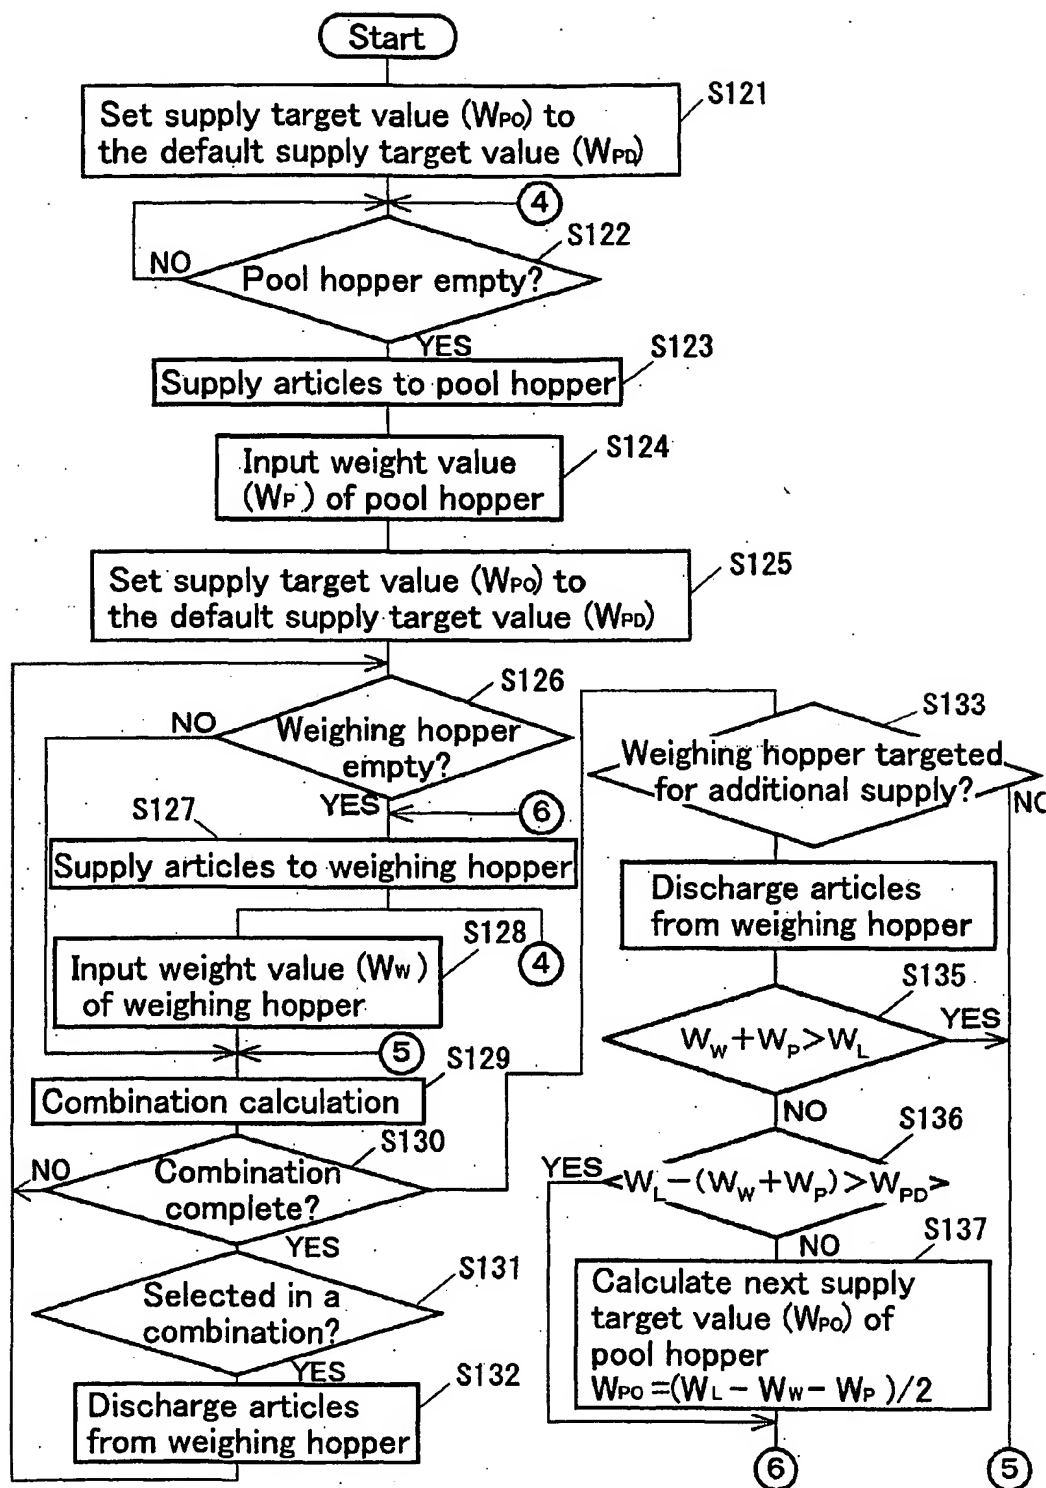 Start
S121
Set supply target value (WPO) to
the default supply target value (WPD)
4
S122
NO
Pool hopper empty?
YES
S123
Supply articles to pool hopper
S124
Input weight value
(WP) of pool hopper
S125
Set supply target value (WPO) to
the default supply target value (WPD)
S126
NO
Weighing hopper
empty?
YES
6
S127
Supply articles to weighing hopper
S128
Input weight value (WW)
of weighing hopper
4
5
S129
Combination calculation
S130
NO
Combination
complete?
YES
S131
Selected in a
combination?
YES
S132
Discharge articles
from weighing hopper
S133
Weighing hopper targeted
for additional supply?
NO
Discharge articles
from weighing hopper
S135
WW+WP>WL
YES
NO
S136
YES
WL-(WW+WP)>WPD
NO
S137
Calculate next supply
target value (WPO) of
pool hopper
WPO=(WL-WW-WP)/2
6
5